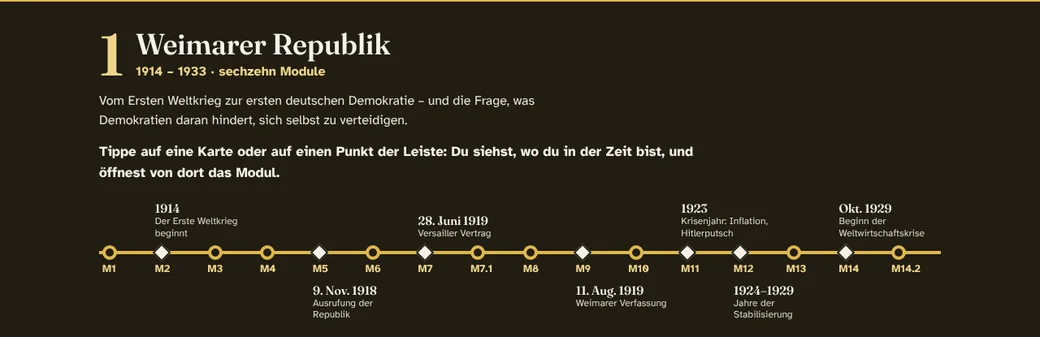 1 Weimarer Republik
1914 – 1933 · sechzehn Module
Vom Ersten Weltkrieg zur ersten deutschen Demokratie – und die Frage, was
Demokratien daran hindert, sich selbst zu verteidigen.
Tippe auf eine Karte oder auf einen Punkt der Leiste: Du siehst, wo du in der Zeit bist, und
öffnest von dort das Modul.
1914
Der Erste Weltkrieg
beginnt
28. Juni 1919
Versailler Vertrag
1923
Krisenjahr: Inflation,
Hitlerputsch
Okt. 1929
Beginn der
Weltwirtschaftskrise
M1 M2 M3 M4 M5 M6 M7 M7.1 M8 M9 M10 M11 M12 M13 M14 M14.2
9. Nov. 1918
Ausrufung der
Republik
11. Aug. 1919
Weimarer Verfassung
1924–1929
Jahre der
Stabilisierung